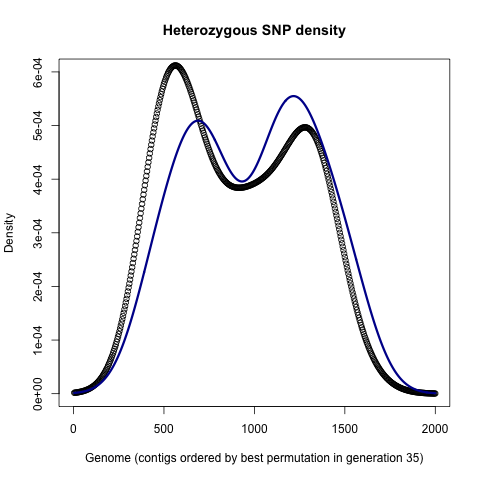 Heterozygous SNP density
Density
6e-04
5e-04
4e-04
3e-04
2e-04
1e-04
0e+00
0 500 1000 1500 2000
Genome (contigs ordered by best permutation in generation 35)